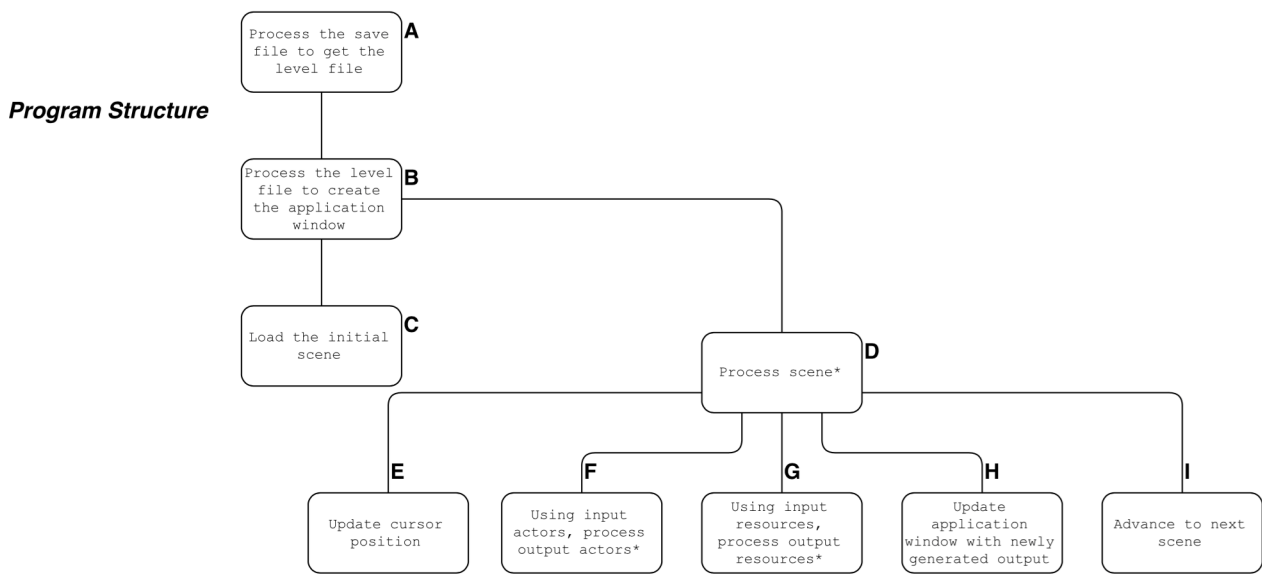 Process the save
file to get the
level file
A
Program Structure
Process the level
file to create
the application
window
B
Load the initial
scene
C
Process scene*
D
E
F
G
H
I
Update cursor
position
Using input
actors, process
output actors*
Using input
resources,
process output
resources*
Update
application
window with newly
generated output
Advance to next
scene